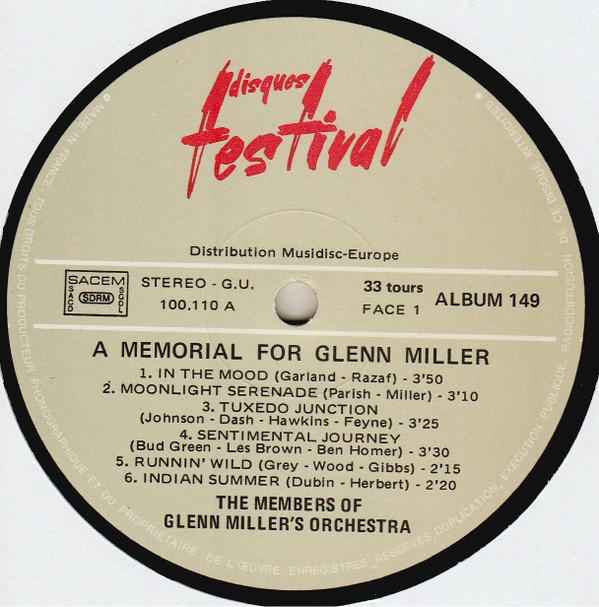 disques
festival
Distribution Musidisc-Europe
SACEM
SACD
SDRM
SGDL
STEREO - G.U.
100.110 A
33 tours
FACE 1
ALBUM 149
A MEMORIAL FOR GLENN MILLER
1. IN THE MOOD (Garland - Razaf) - 3'50
2. MOONLIGHT SERENADE (Parish - Miller) - 3'10
3. TUXEDO JUNCTION
(Johnson - Dash - Hawkins - Feyne) - 3'25
4. SENTIMENTAL JOURNEY
(Bud Green - Les Brown - Ben Homer) - 3'30
5. RUNNIN' WILD (Grey - Wood - Gibbs) - 2'15
6. INDIAN SUMMER (Dubin - Herbert) - 2'20
THE MEMBERS OF
GLENN MILLER'S ORCHESTRA
• MADE IN FRANCE. TOUS DROITS DU PRODUCTEUR PHONOGRAPHIQUE ET DU PROPRIÉTAIRE DE L'ŒUVRE ENREGISTRÉE RÉSERVÉS DUPLICATION, EXÉCUTION PUBLIQUE RADIODIFFUSION DE CE DISQUE INTERDITES •